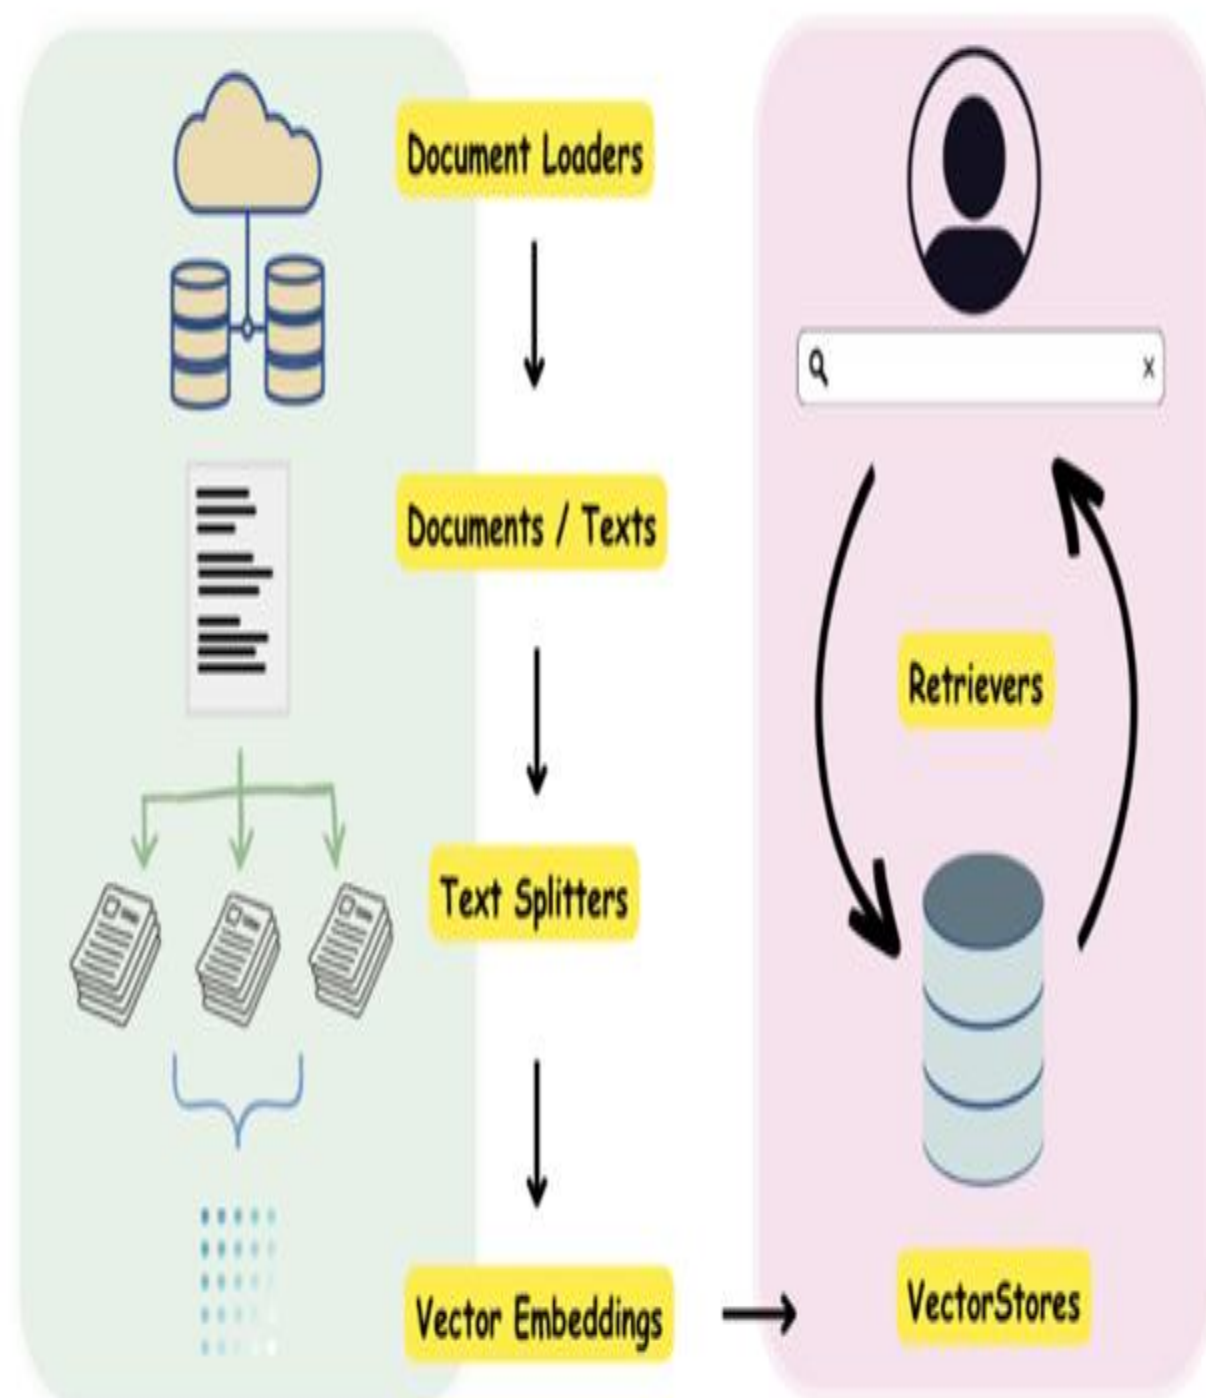 Document Loaders
Documents / Texts
Text Splitters
Vector Embeddings
Retrievers
VectorStores